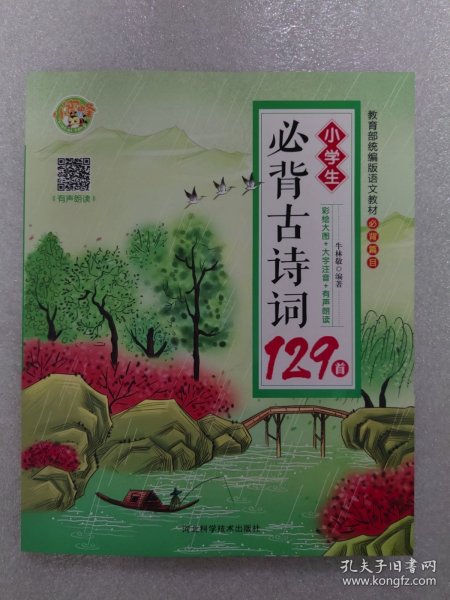 《有声朗读》
小学生
必背古诗词
129首
彩绘大图+大字注音+有声朗读
牛林敬◎编著
教育部统编版语文教材
必背篇目
河北科学技术出版社
孔夫子旧书网
www.kongfz.com